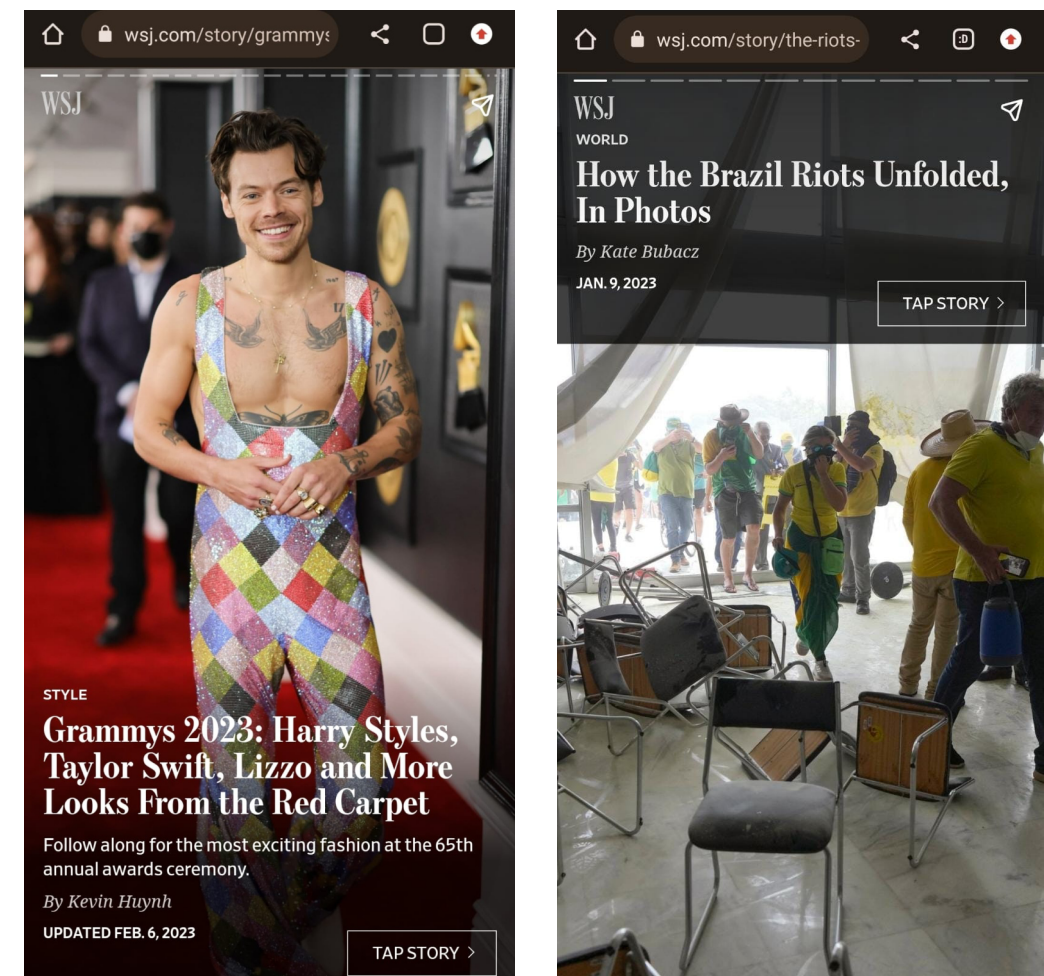 wsj.com/story/grammys
WSJ
STYLE
Grammys 2023: Harry Styles,
Taylor Swift, Lizzo and More
Looks From the Red Carpet
Follow along for the most exciting fashion at the 65th
annual awards ceremony.
By Kevin Huynh
UPDATED FEB. 6, 2023
TAP STORY
wsj.com/story/the-riots-
:D
WSJ
WORLD
How the Brazil Riots Unfolded,
In Photos
By Kate Bubacz
JAN. 9, 2023
TAP STORY